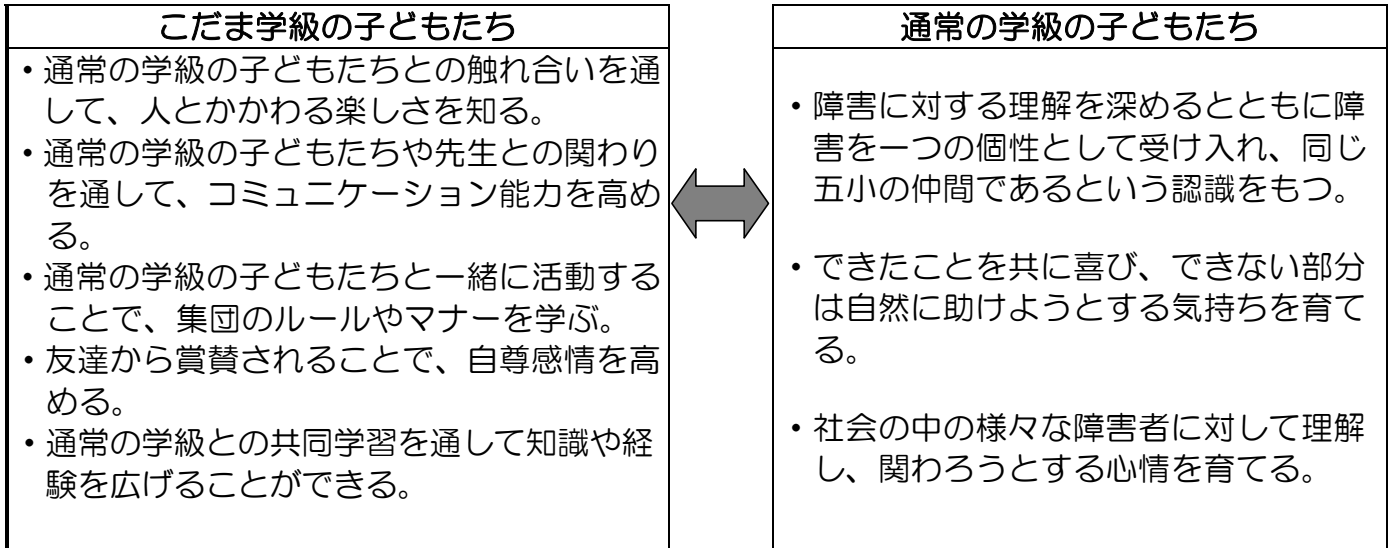 こだま学級の子どもたち
・通常の学級の子どもたちとの触れ合いを通
して、人とかかわる楽しさを知る。
・通常の学級の子どもたちや先生との関わり
を通して、コミュニケーション能力を高め
る。
・通常の学級の子どもたちと一緒に活動する
ことで、集団のルールやマナーを学ぶ。
・友達から賞賛されることで、自尊感情を高
める。
・通常の学級との共同学習を通して知識や経
験を広げることができる。
通常の学級の子どもたち
・障害に対する理解を深めるとともに障
害を一つの個性として受け入れ、同じ
五小の仲間であるという認識をもつ。
・できたことを共に喜び、できない部分
は自然に助けようとする気持ちを育て
る。
・社会の中の様々な障害者に対して理解
し、関わろうとする心情を育てる。